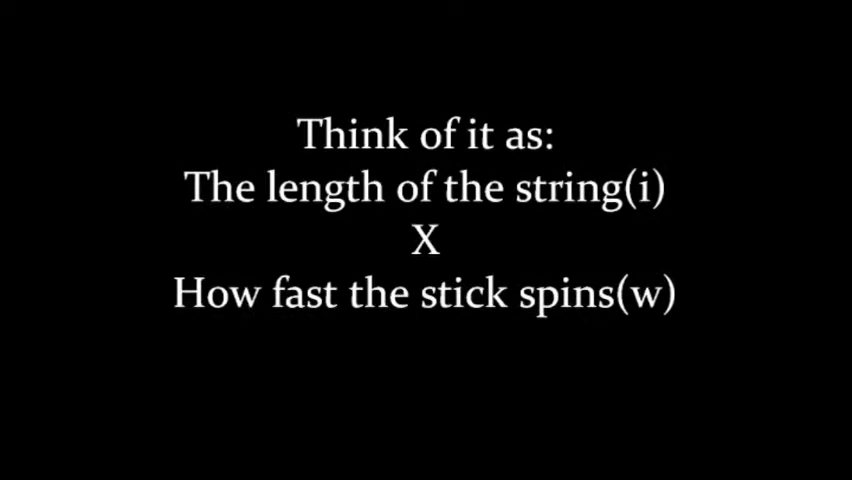 Think of it as:
The length of the string(i)
X
How fast the stick spins(w)